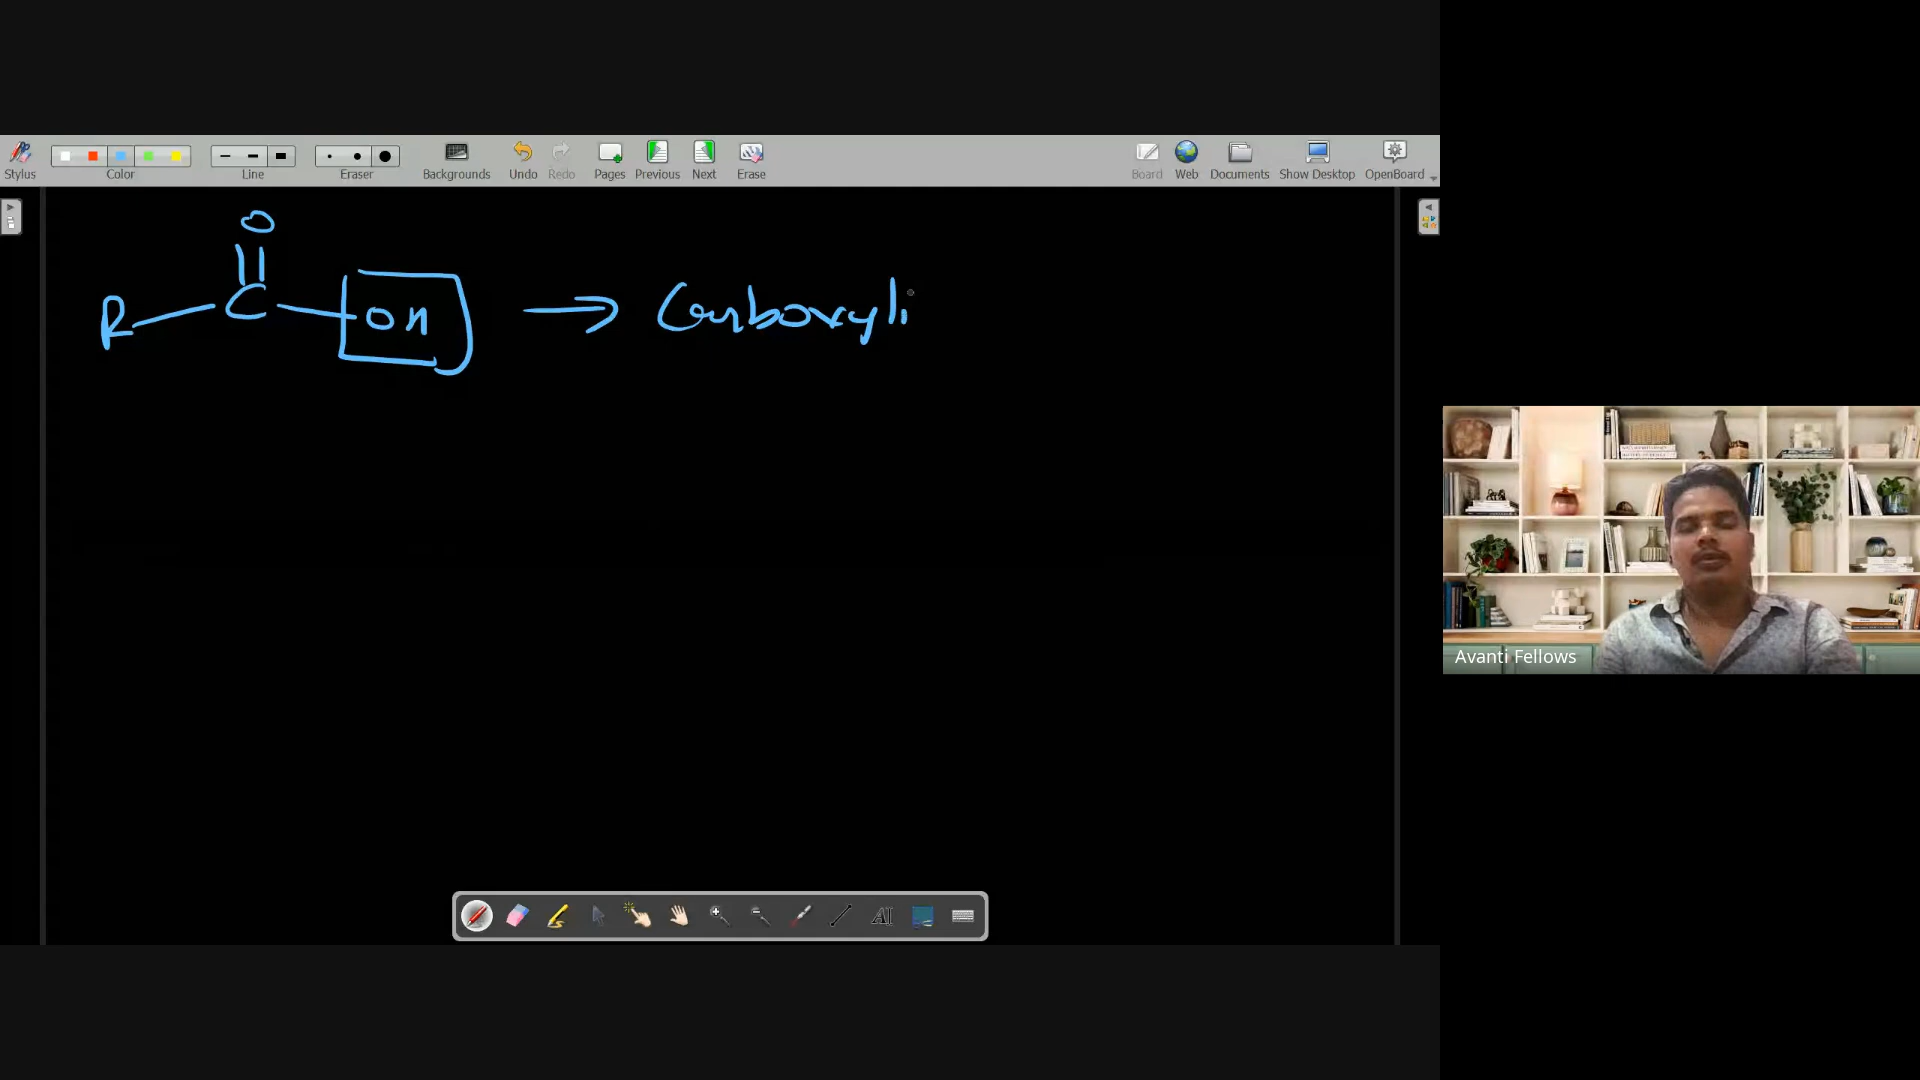 Stylus
Color
Line
Eraser
Backgrounds
Undo
Redo
Pages
Previous
Next
Erase
Board
Web
Documents
Show Desktop
OpenBoard
O
R — C — OH → Carboxyli
AI
Avanti Fellows